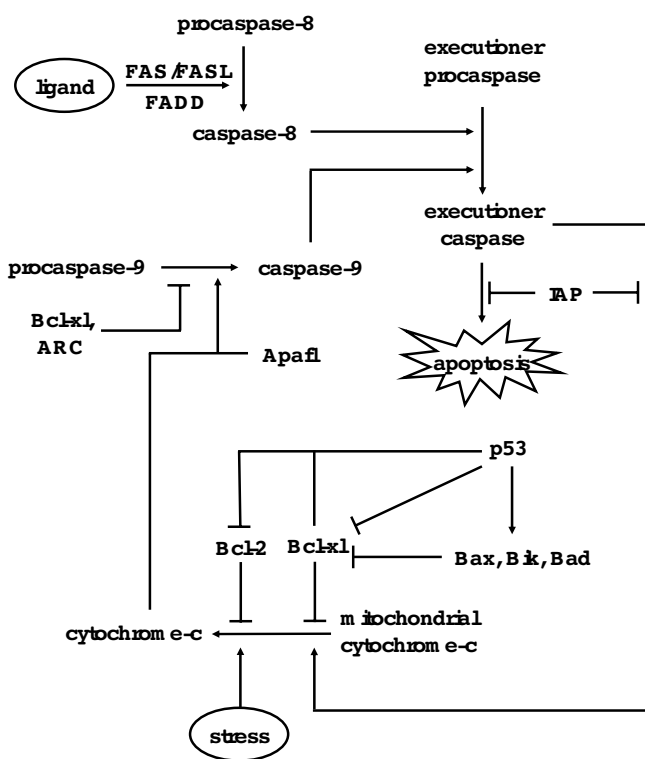 procaspase-8
executioner
procaspase
FAS/FASL
ligand
FADD
caspase-8
executioner
caspase
procaspase-9
caspase-9
IAP
Bcl-xl,
ARC
Apaf1
apoptosis
p53
Bcl-2
Bcl-xl
Bax, Bik, Bad
cytochrome-c
mitochondrial
cytochrome-c
stress